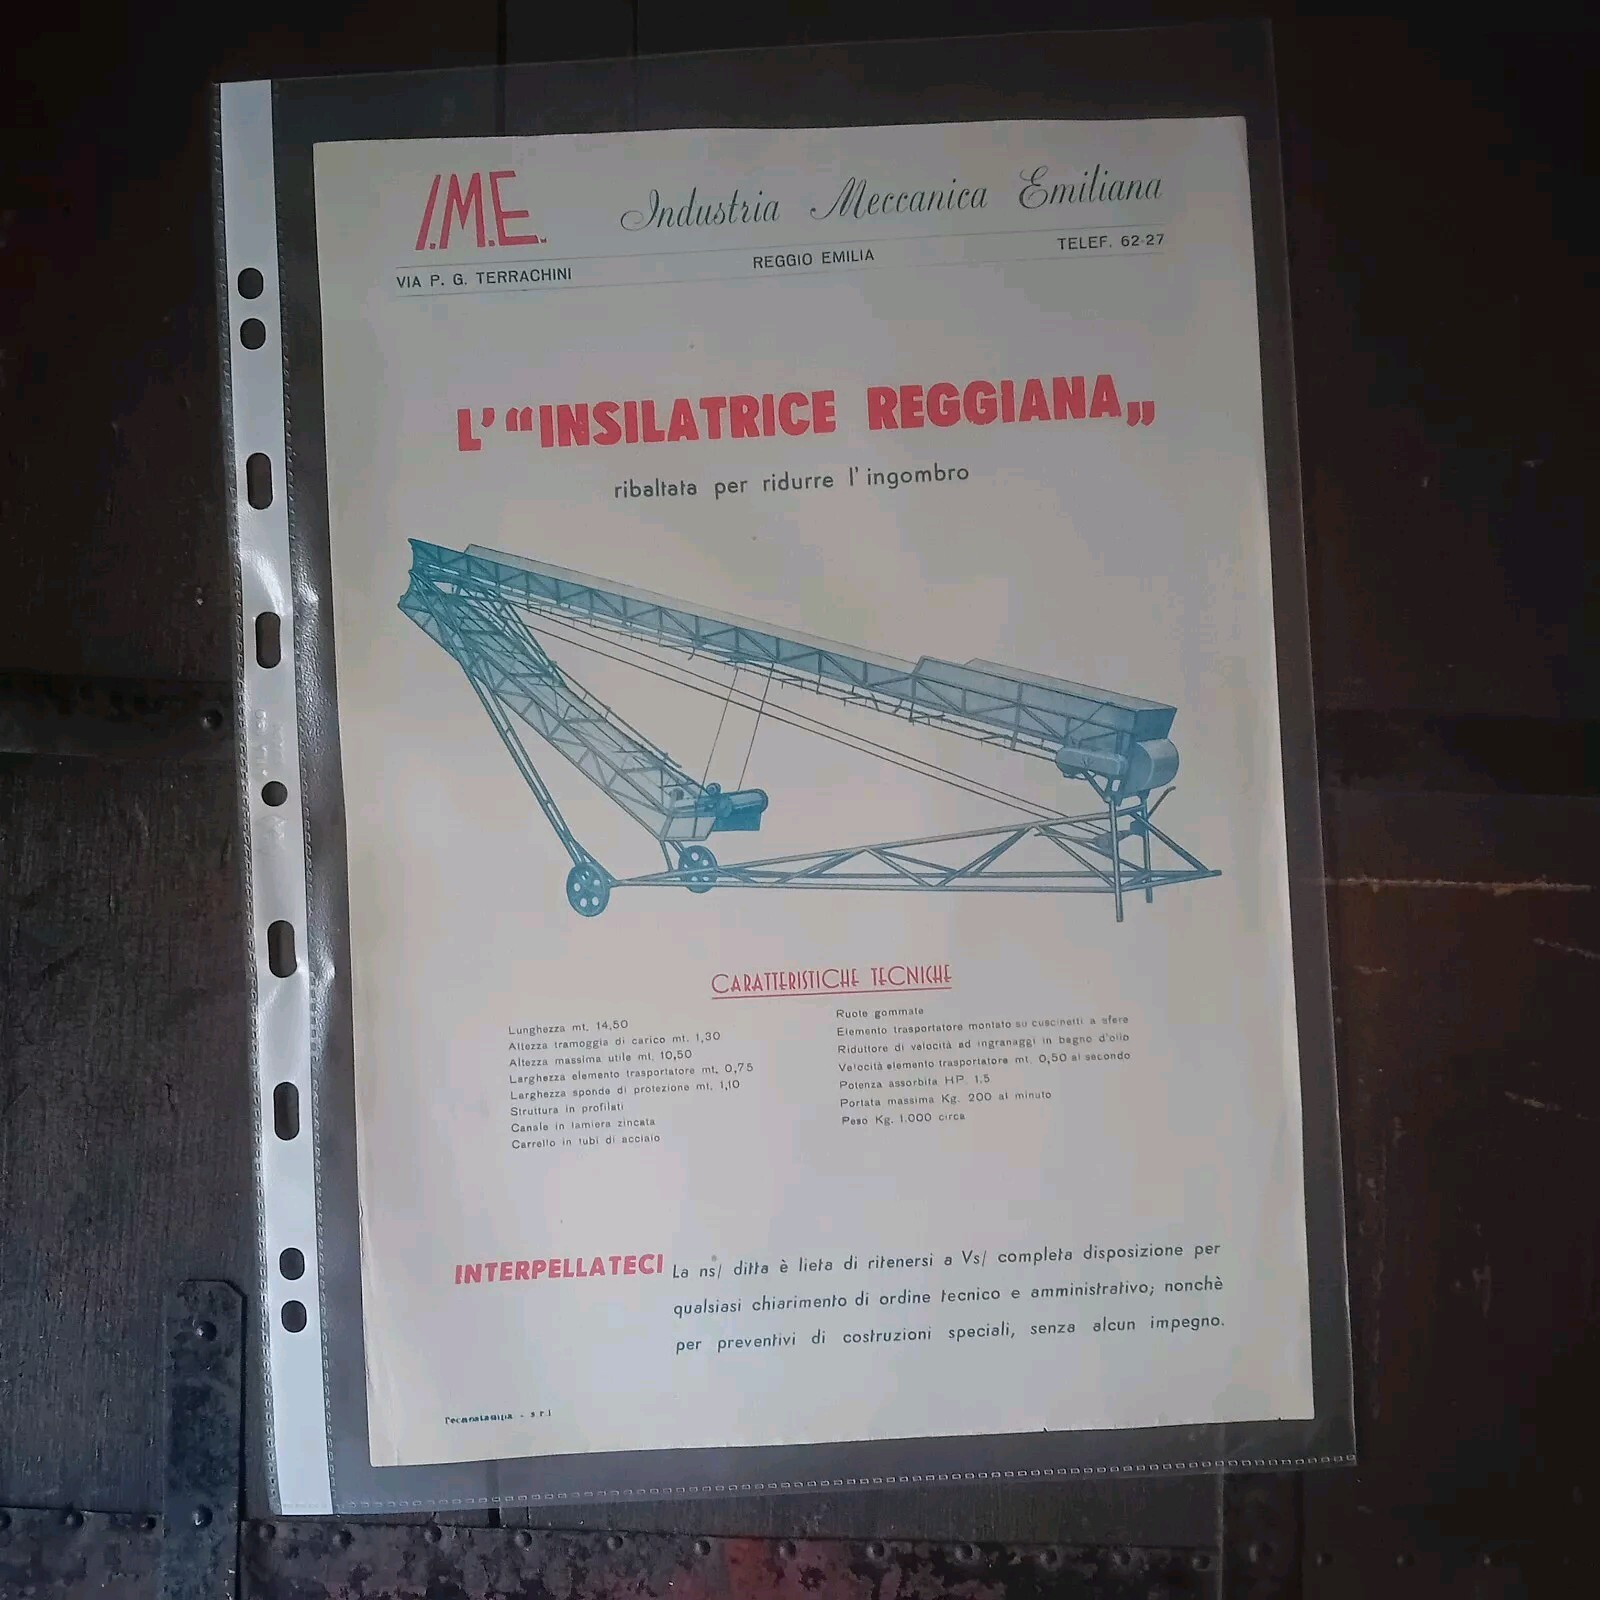 I.M.E. Industria Meccanica Emiliana
VIA P. G. TERRACHINI REGGIO EMILIA TELEF. 62-27
L'“INSILATRICE REGGIANA„
ribaltata per ridurre l'ingombro
CARATTERISTICHE TECNICHE
Lunghezza mt. 14,50
Altezza tramoggia di carico mt. 1,30
Altezza massima utile mt. 10,50
Larghezza elemento trasportatore mt. 0,75
Larghezza sponde di protezione mt. 1,10
Struttura in profilati
Canale in lamiera zincata
Carrello in tubi di acciaio
Ruote gommate
Elemento trasportatore montato su cuscinetti a sfere
Riduttore di velocità ad ingranaggi in bagno d'olio
Velocità elemento trasportatore mt. 0,50 al secondo
Potenza assorbita HP. 1,5
Portata massima Kg. 200 al minuto
Peso Kg. 1.000 circa
INTERPELLATECI La ns/ ditta è lieta di ritenersi a Vs/ completa disposizione per
qualsiasi chiarimento di ordine tecnico e amministrativo; nonchè
per preventivi di costruzioni speciali, senza alcun impegno.
Tecnostampa - s r l